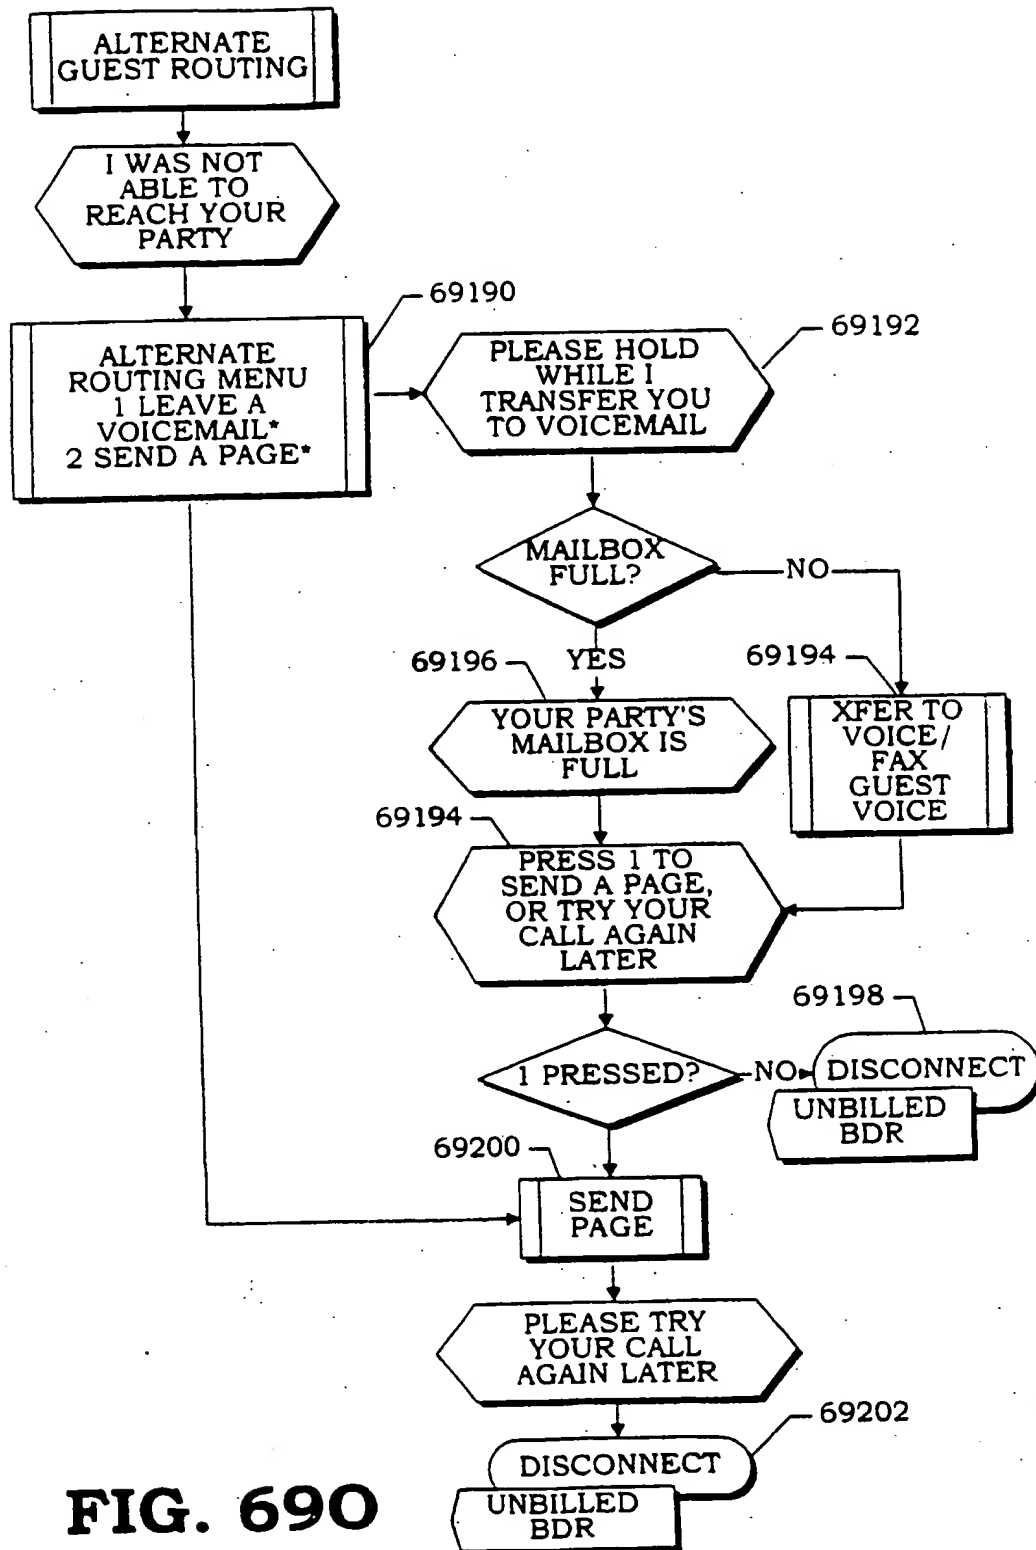 ALTERNATE
GUEST ROUTING
I WAS NOT
ABLE TO
REACH YOUR
PARTY
69190
ALTERNATE
ROUTING MENU
1 LEAVE A
VOICEMAIL*
2 SEND A PAGE*
69192
PLEASE HOLD
WHILE I
TRANSFER YOU
TO VOICEMAIL
MAILBOX
FULL?
NO
YES
69196
69194
YOUR PARTY'S
MAILBOX IS
FULL
XFER TO
VOICE/
FAX
GUEST
VOICE
69194
PRESS 1 TO
SEND A PAGE,
OR TRY YOUR
CALL AGAIN
LATER
69198
1 PRESSED?
NO
DISCONNECT
UNBILLED
BDR
69200
SEND
PAGE
PLEASE TRY
YOUR CALL
AGAIN LATER
69202
DISCONNECT
UNBILLED
BDR
FIG. 69O